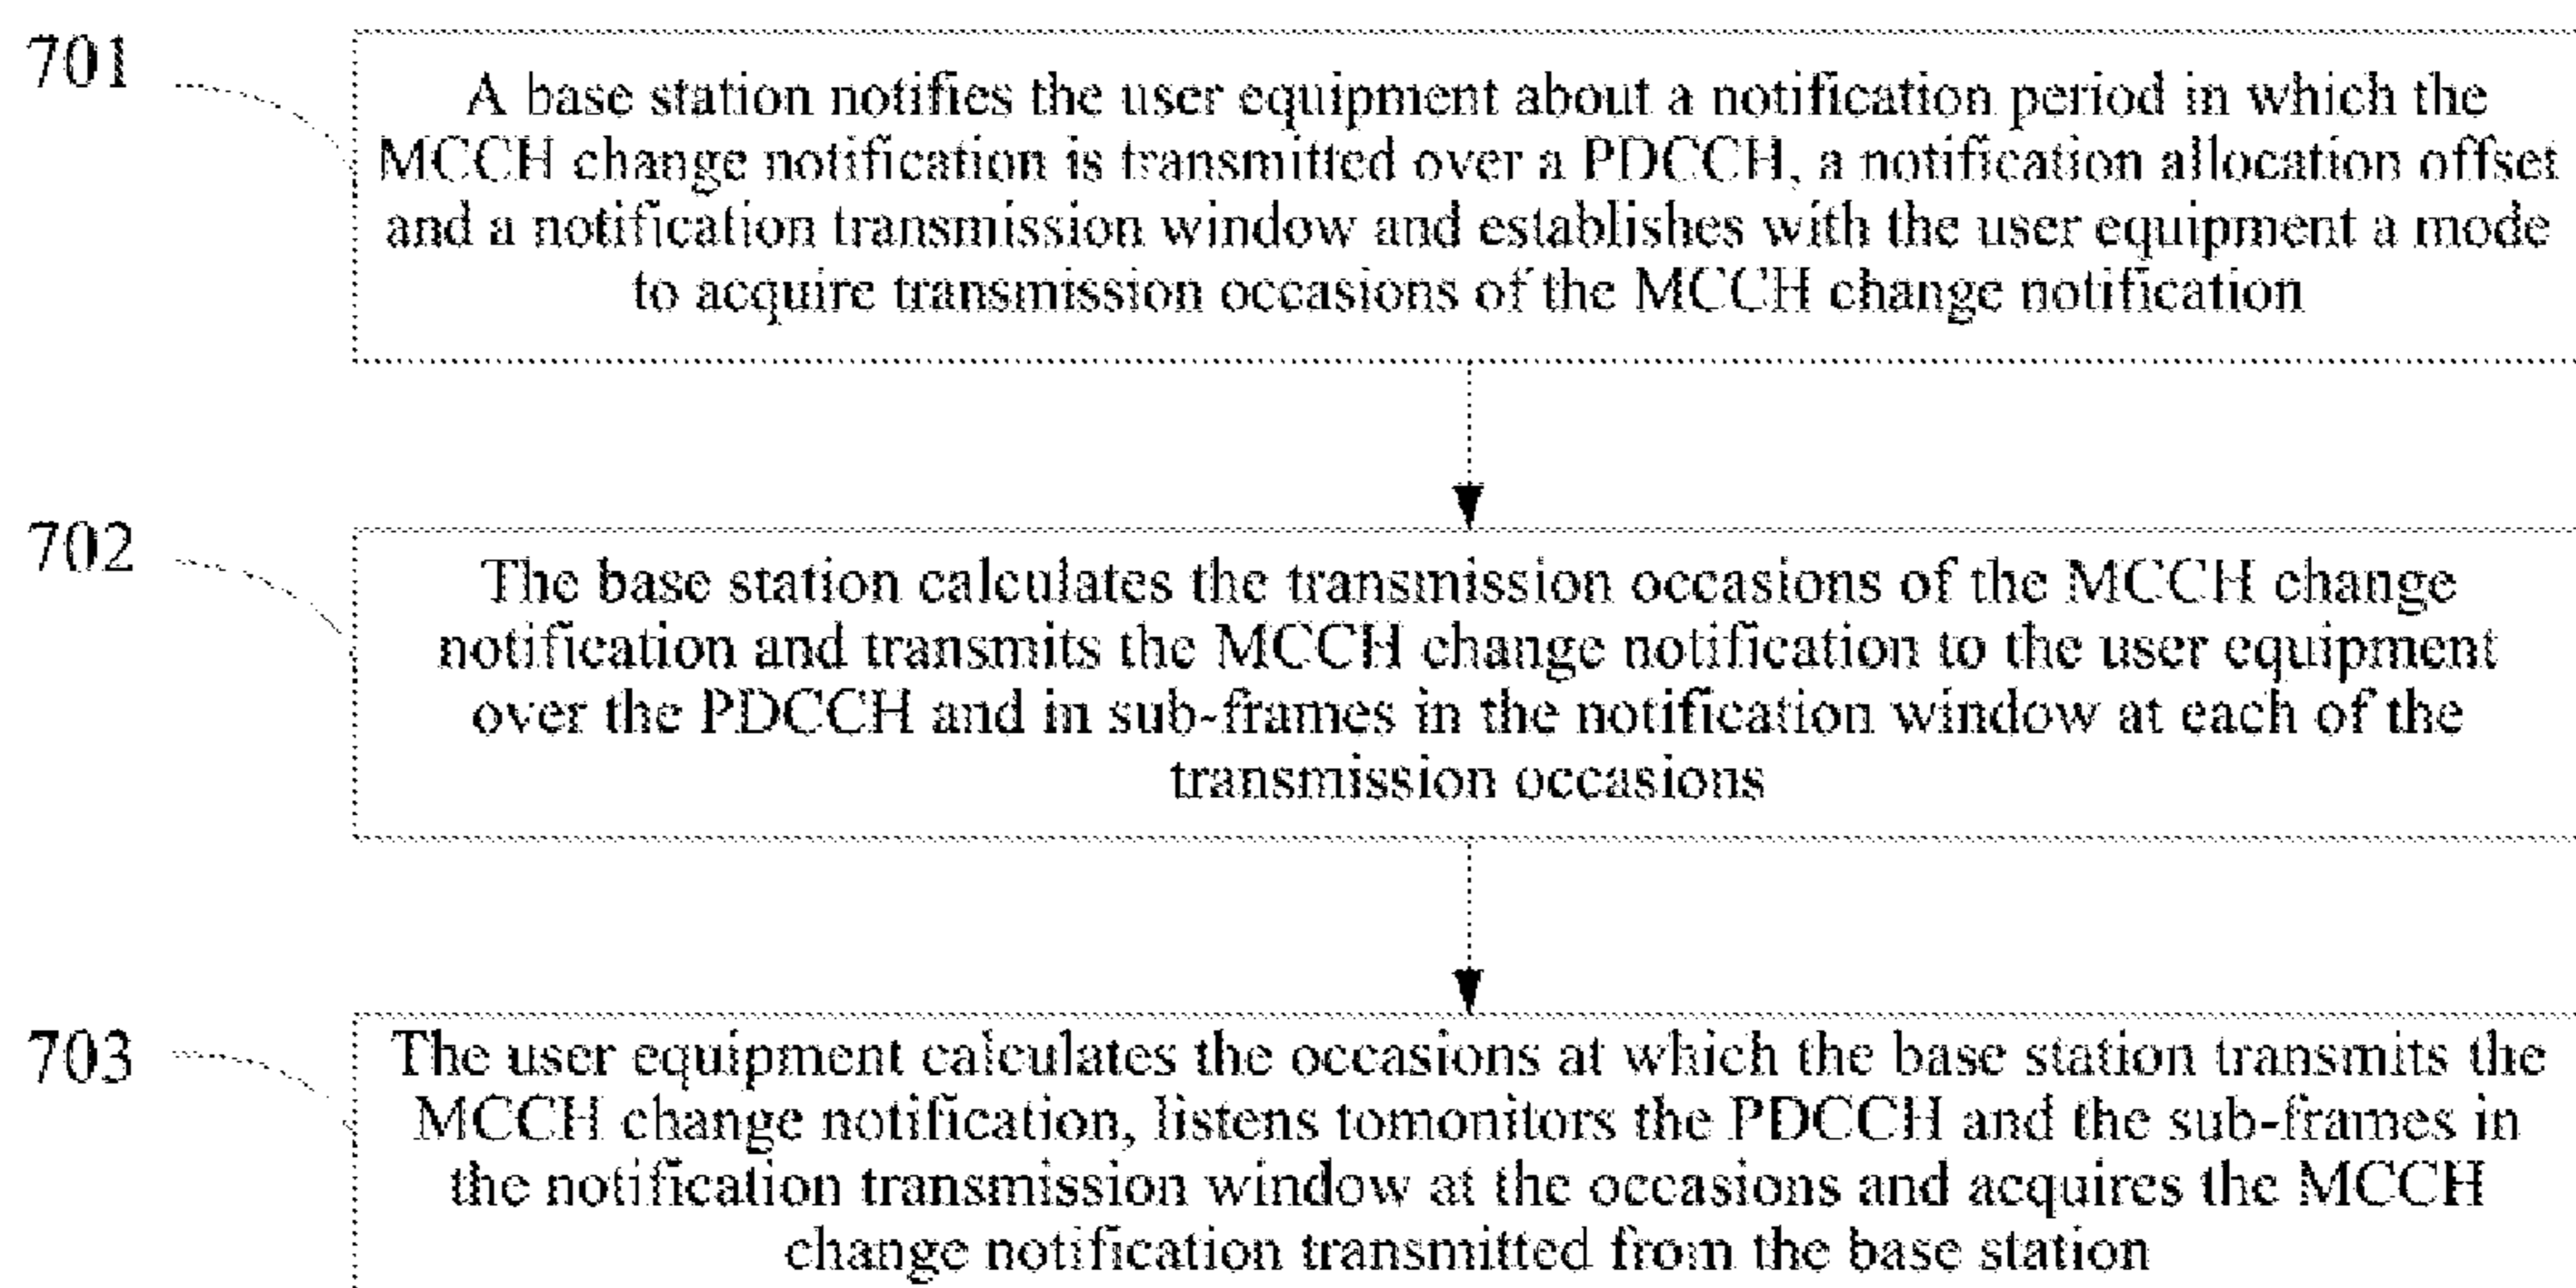 701
A base station notifies the user equipment about a notification period in which the
MCCH change notification is transmitted over a PDCCH, a notification allocation offset
and a notification transmission window and establishes with the user equipment a mode
to acquire transmission occasions of the MCCH change notification
702
The base station calculates the transmission occasions of the MCCH change
notification and transmits the MCCH change notification to the user equipment
over the PDCCH and in sub-frames in the notification window at each of the
transmission occasions
703
The user equipment calculates the occasions at which the base station transmits the
MCCH change notification, listens tomonitors the PDCCH and the sub-frames in
the notification transmission window at the occasions and acquires the MCCH
change notification transmitted from the base station